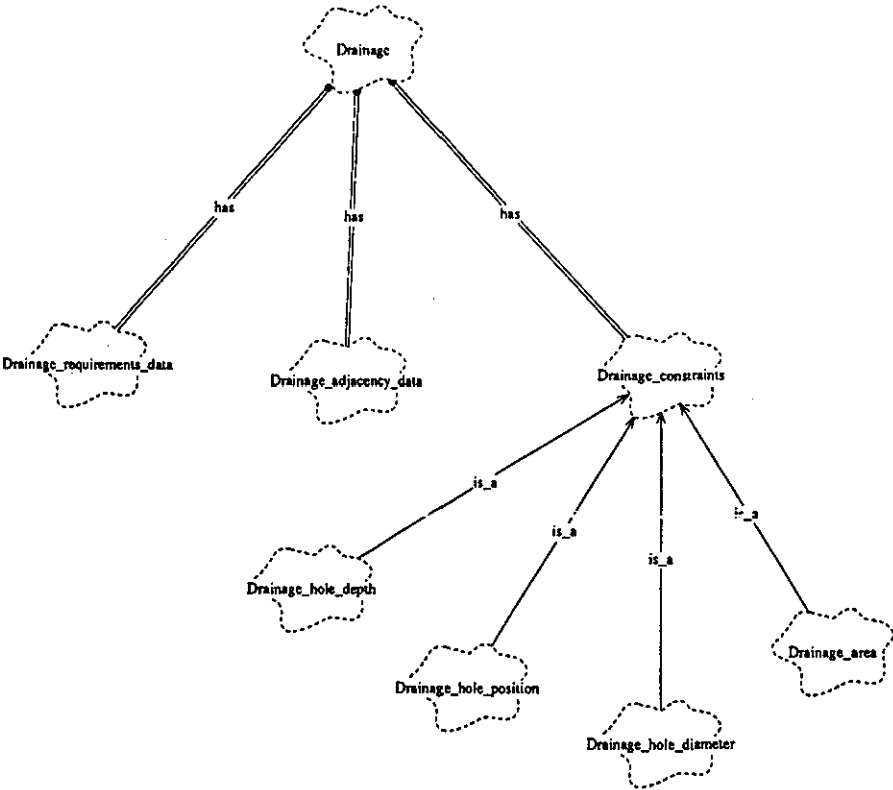 Drainage
has
has
has
Drainage_requirements_data
Drainage_adjacency_data
Drainage_constraints
is_a
is_a
is_a
is_a
Drainage_hole_depth
Drainage_hole_position
Drainage_hole_diameter
Drainage_area